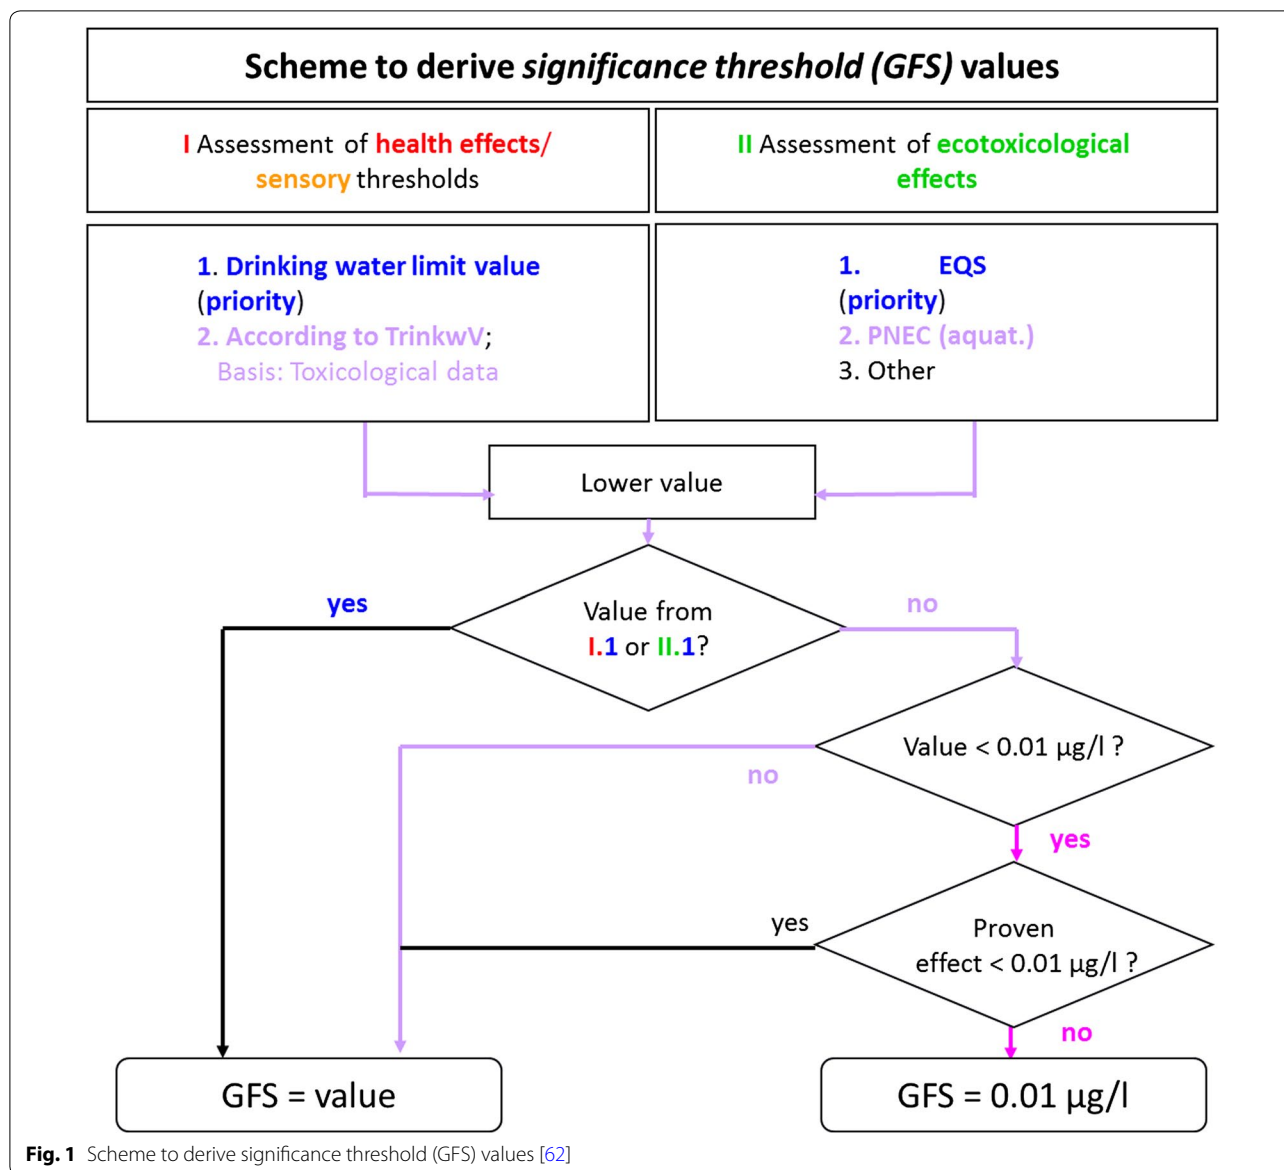 Scheme to derive significance threshold (GFS) values
I Assessment of health effects/
sensory thresholds
II Assessment of ecotoxicological
effects
1. Drinking water limit value
(priority)
2. According to TrinkwV;
Basis: Toxicological data
1. EQS
(priority)
2. PNEC (aquat.)
3. Other
Lower value
yes
Value from
I.1 or II.1?
no
Value < 0.01 µg/l ?
no
yes
yes
Proven
effect < 0.01 µg/l ?
no
GFS = value
GFS = 0.01 µg/l
Fig. 1 Scheme to derive significance threshold (GFS) values [62]